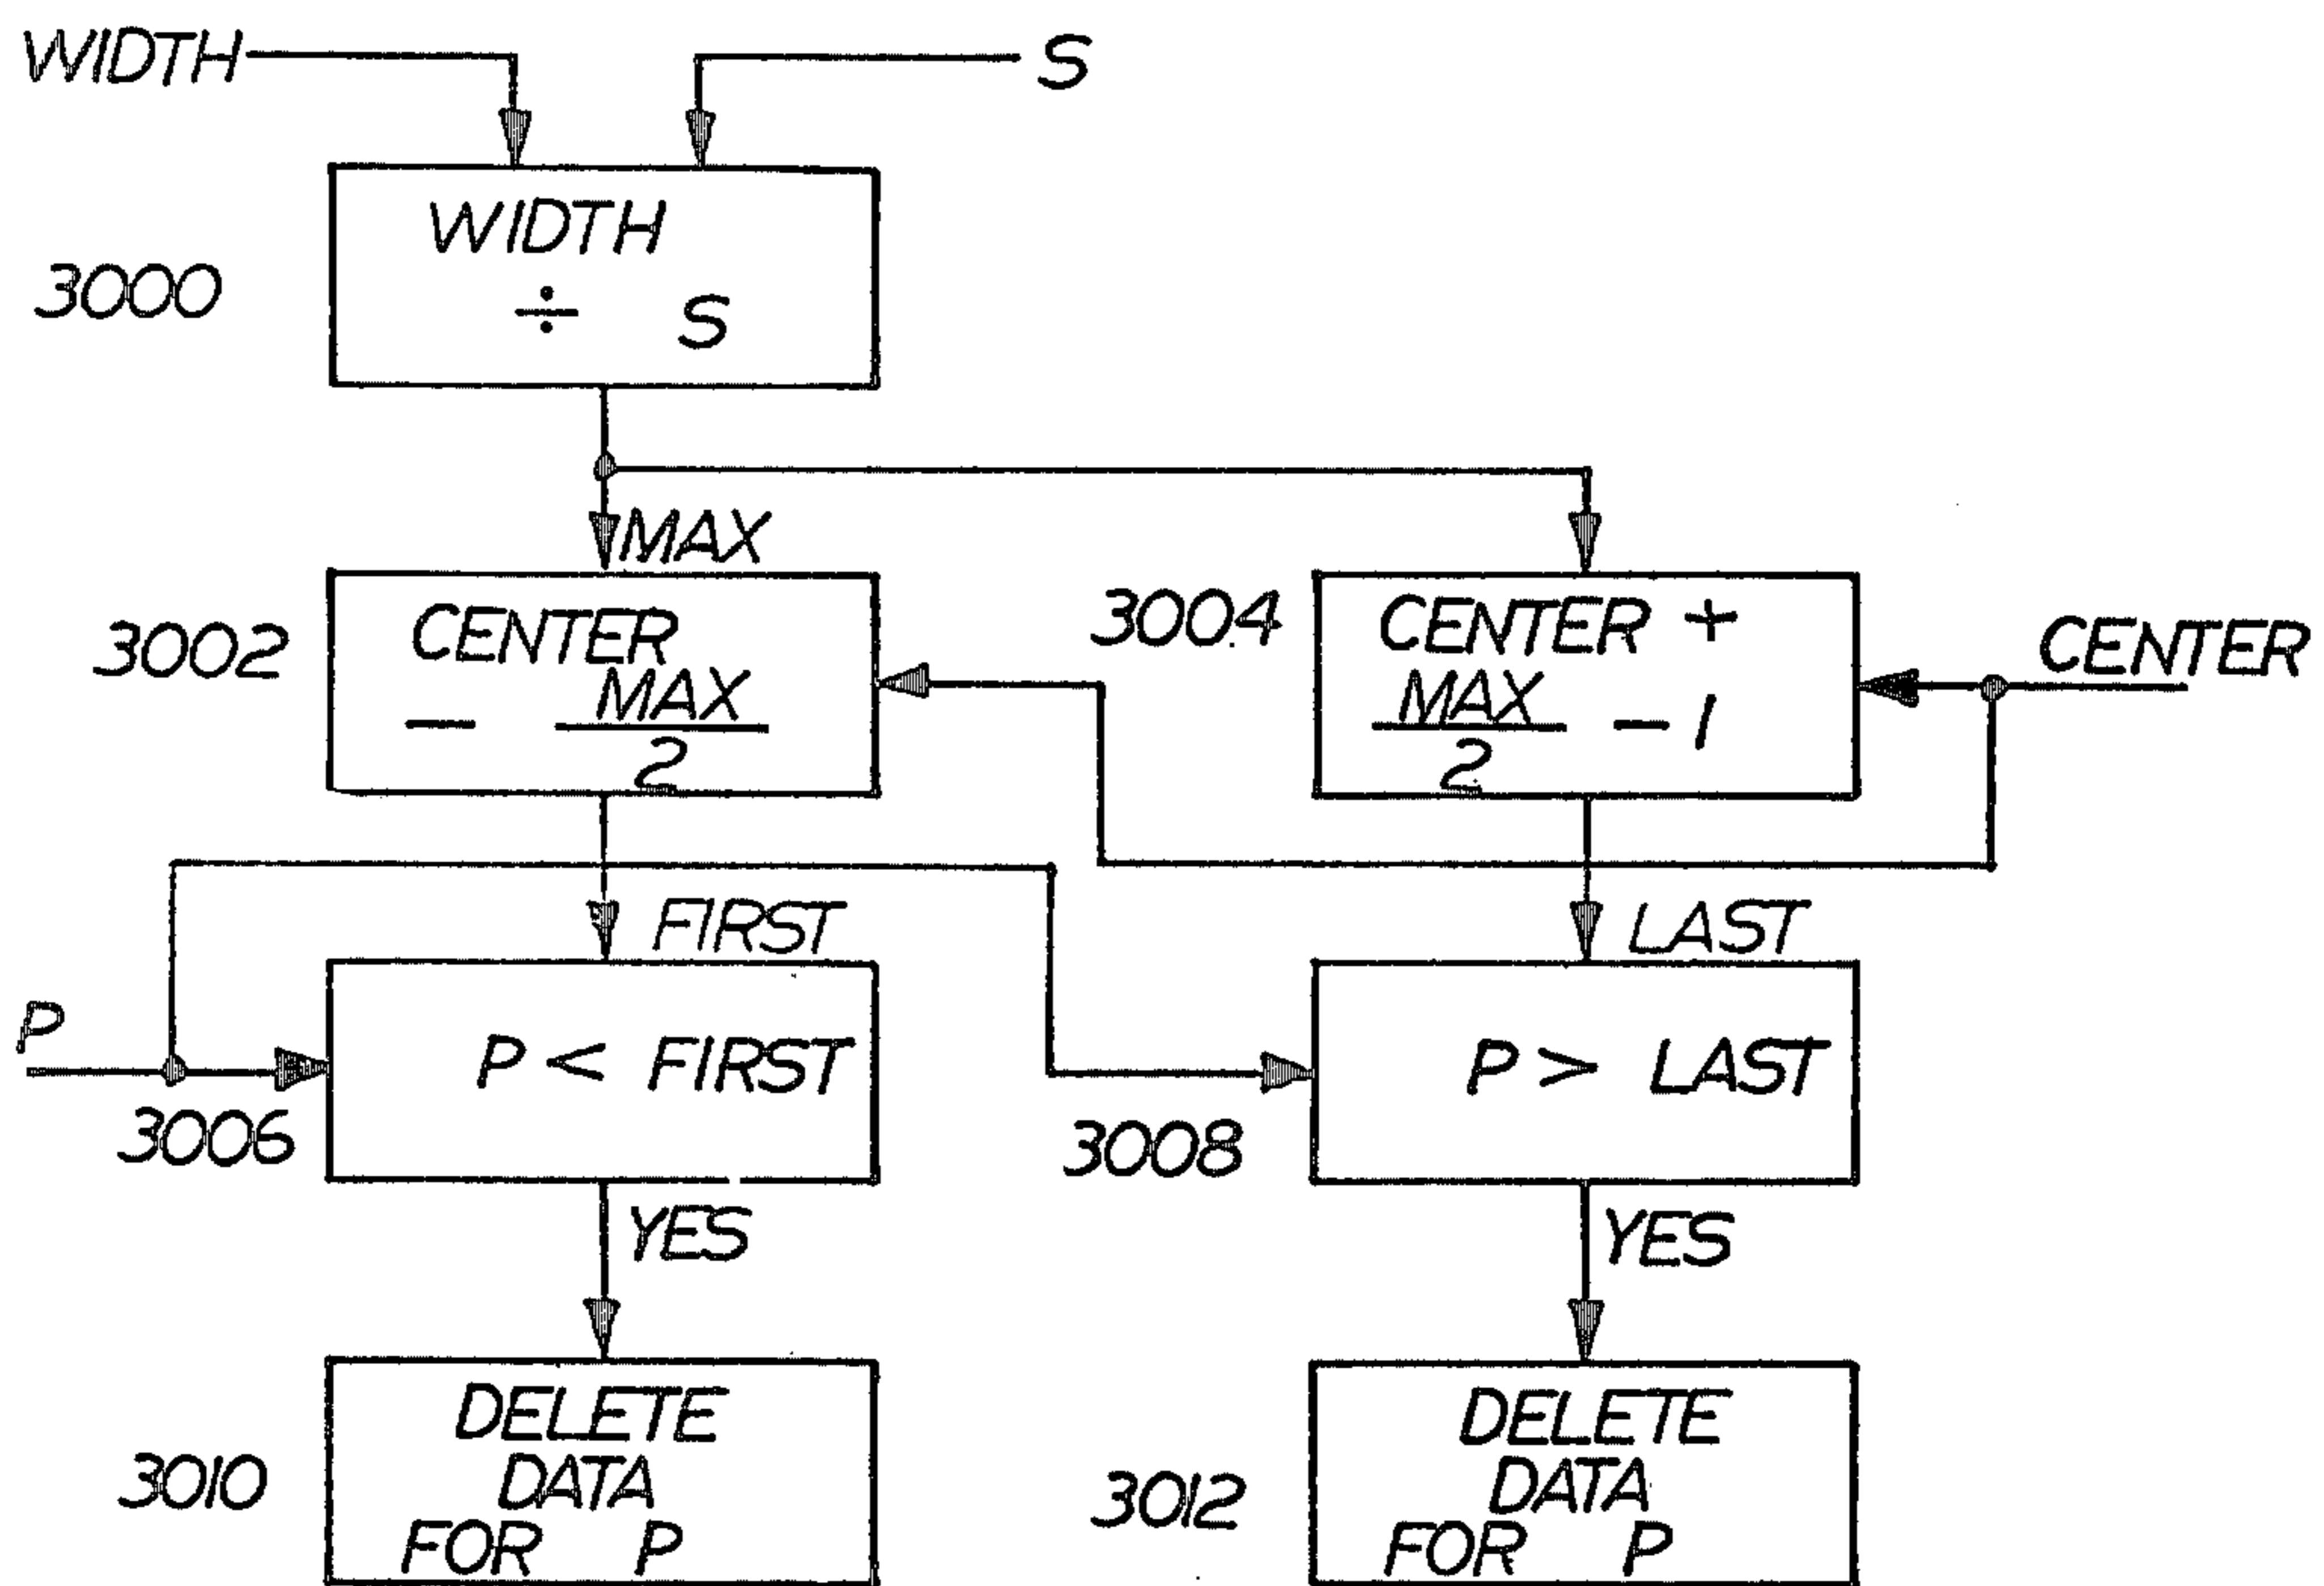 WIDTH
S
WIDTH
÷ S
3000
MAX
3002
CENTER
- MAX
2
3004
CENTER +
MAX - 1
2
CENTER
FIRST
LAST
P
P < FIRST
3006
P > LAST
3008
YES
YES
3010
DELETE
DATA
FOR P
3012
DELETE
DATA
FOR P